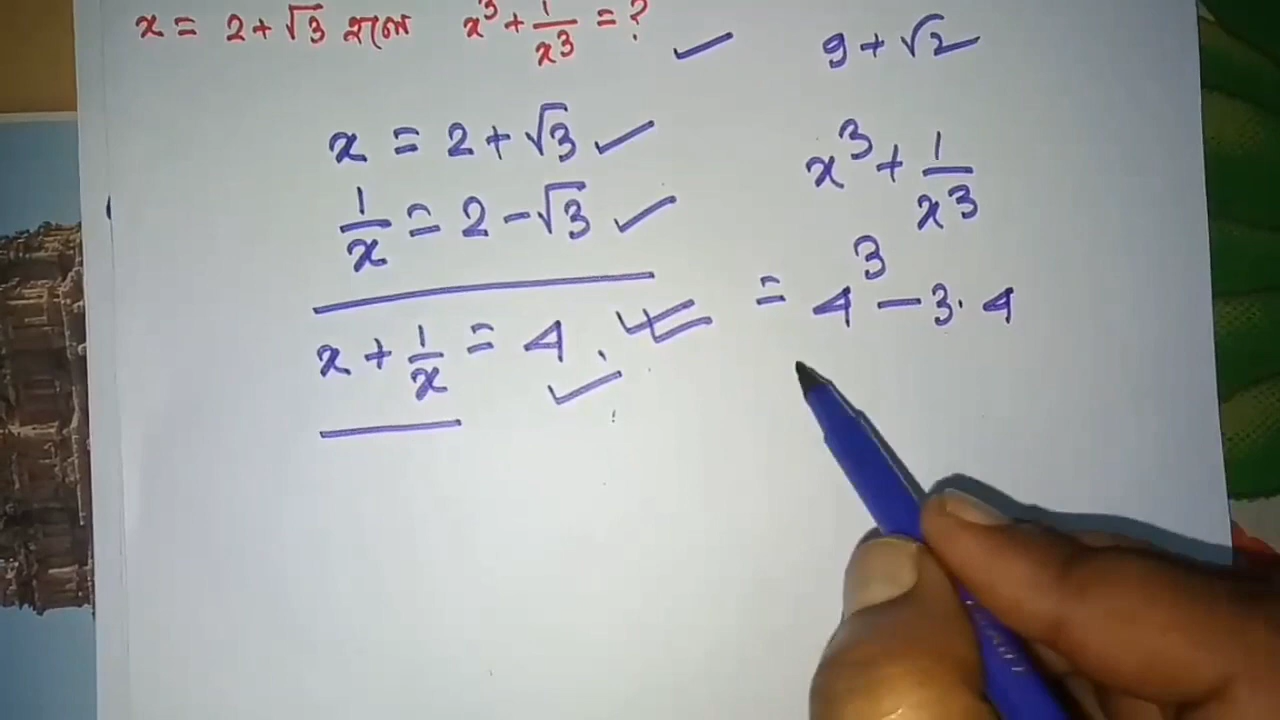 x = 2 + √3 হলে x³ + 1/x³ = ?
9 + √2
x = 2 + √3
1/x = 2 - √3
x + 1/x = 4.
x³ + 1/x³
= 4³ - 3·4